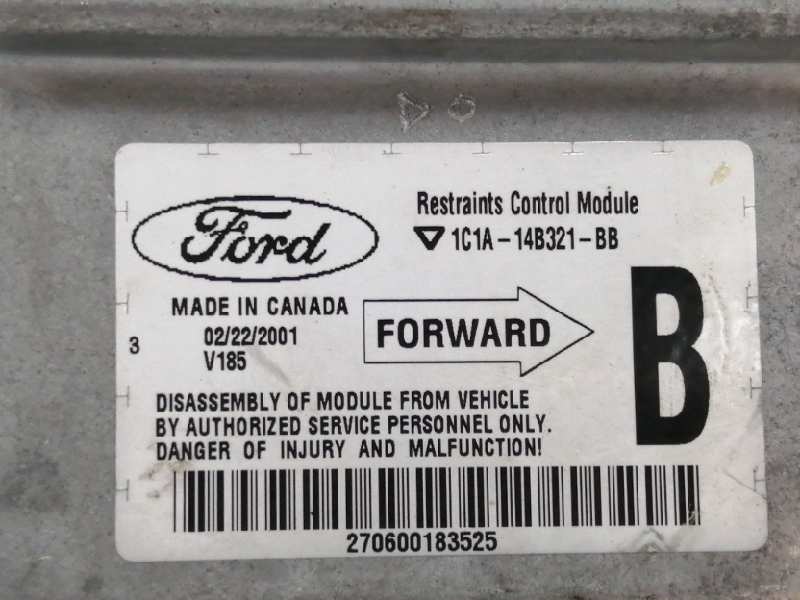 Ford
Restraints Control Module
1C1A-14B321-BB
MADE IN CANADA
02/22/2001
3
V185
FORWARD
B
DISASSEMBLY OF MODULE FROM VEHICLE
BY AUTHORIZED SERVICE PERSONNEL ONLY.
DANGER OF INJURY AND MALFUNCTION!
270600183525